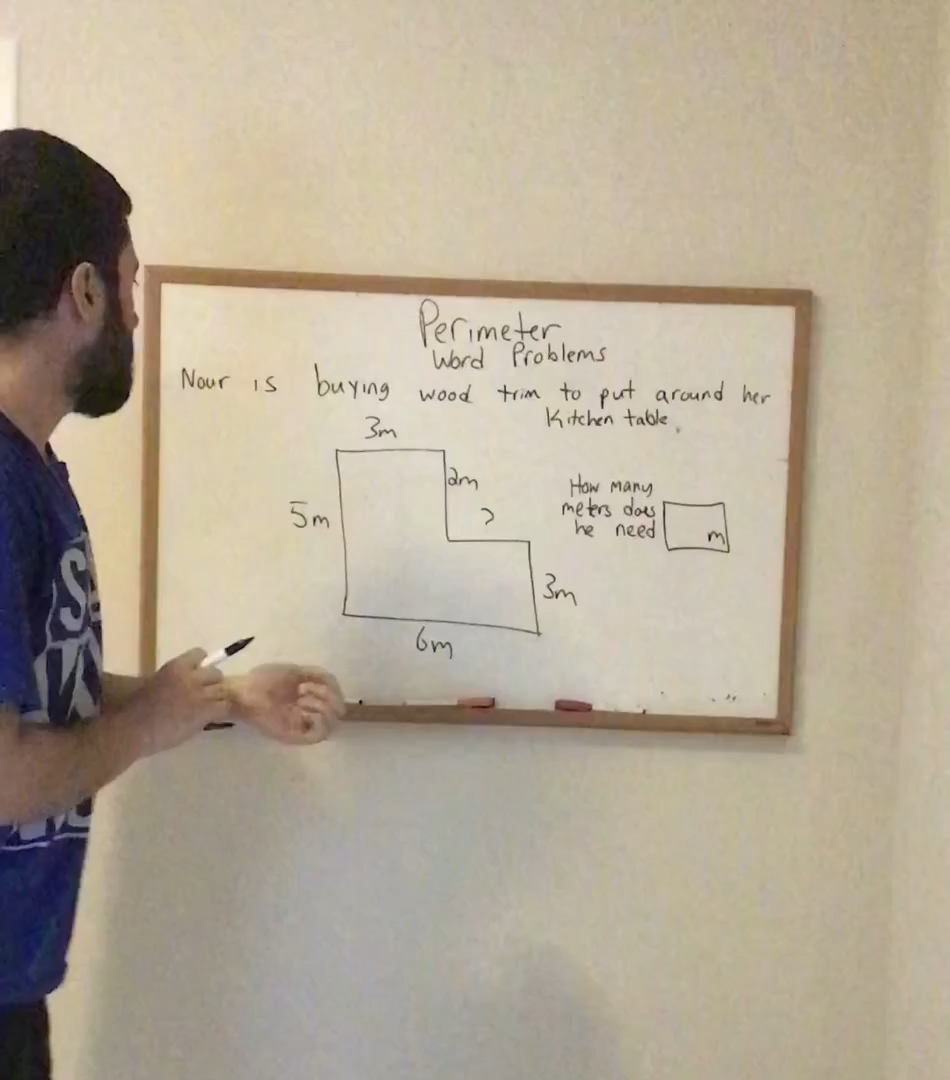 Perimeter
Word Problems
Nour is buying wood trim to put around her
Kitchen table.
3m
2m
5m
?
3m
6m
How many
meters does
he need
m